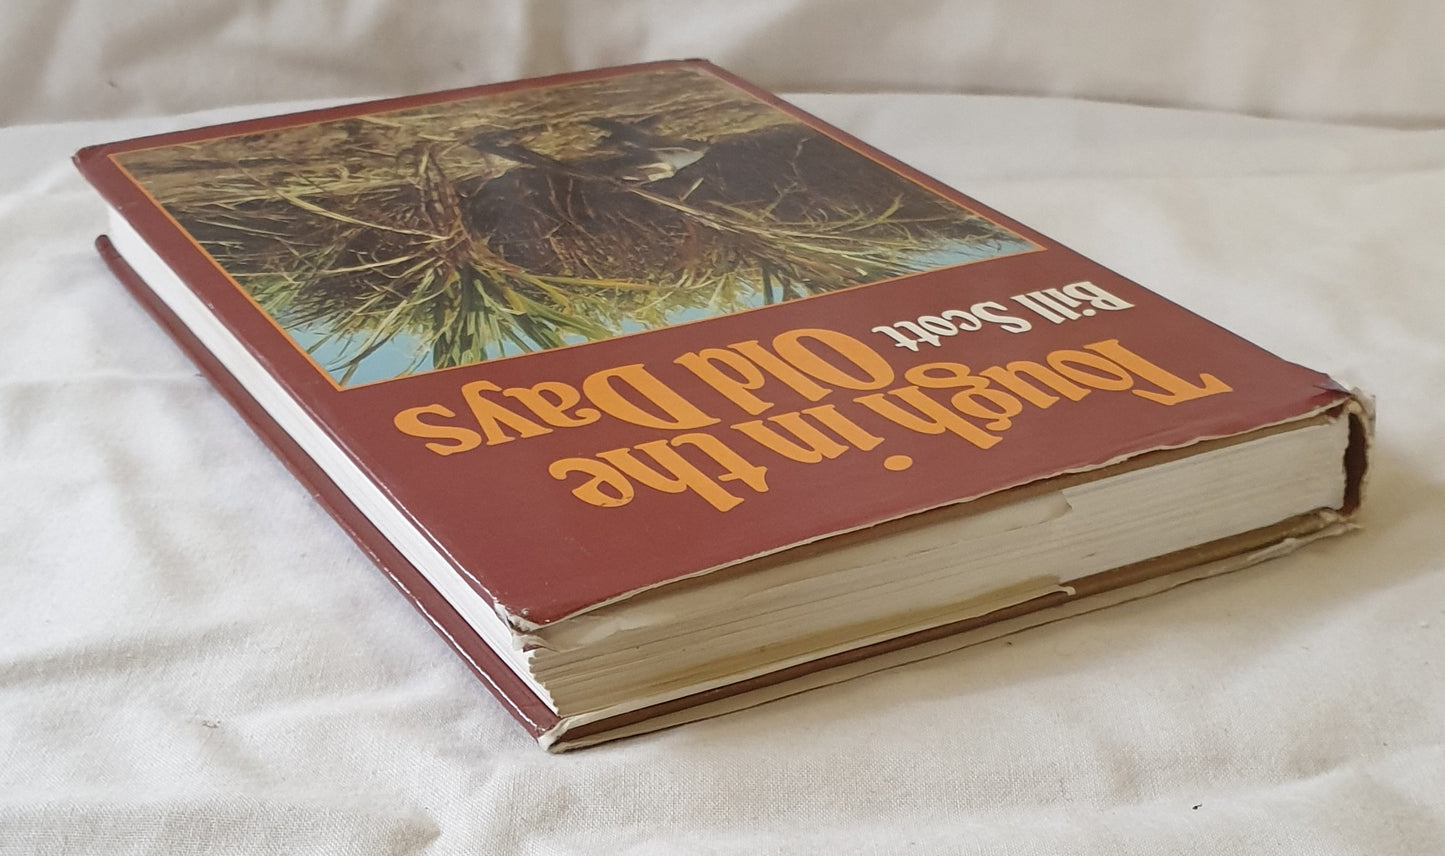 Tough in the
Old Days
Bill Scott